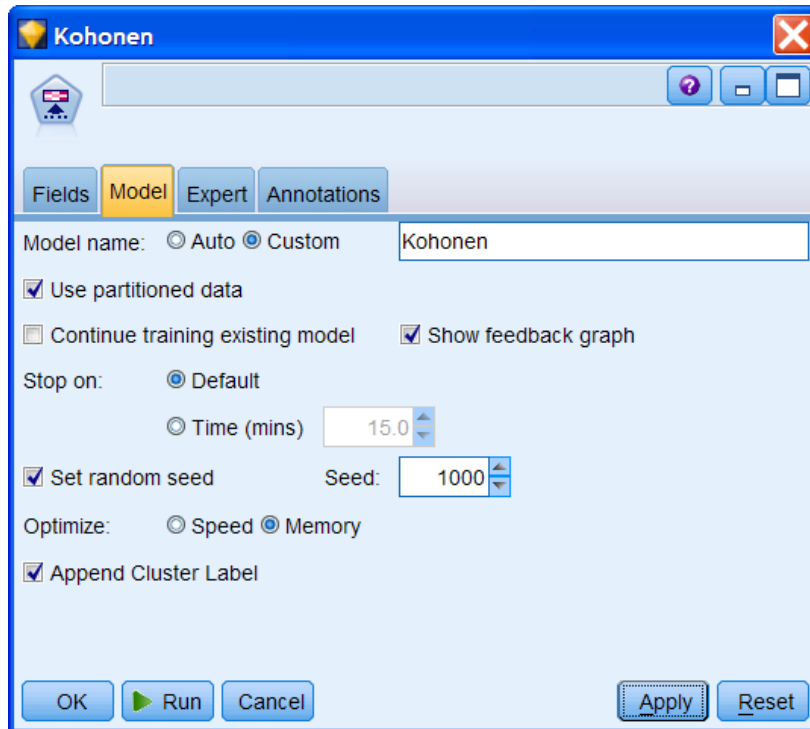 Kohonen
?
Fields Model Expert Annotations
Model name: Auto Custom Kohonen
Use partitioned data
Continue training existing model Show feedback graph
Stop on: Default
Time (mins) 15.0
Set random seed Seed: 1000
Optimize: Speed Memory
Append Cluster Label
OK Run Cancel Apply Reset